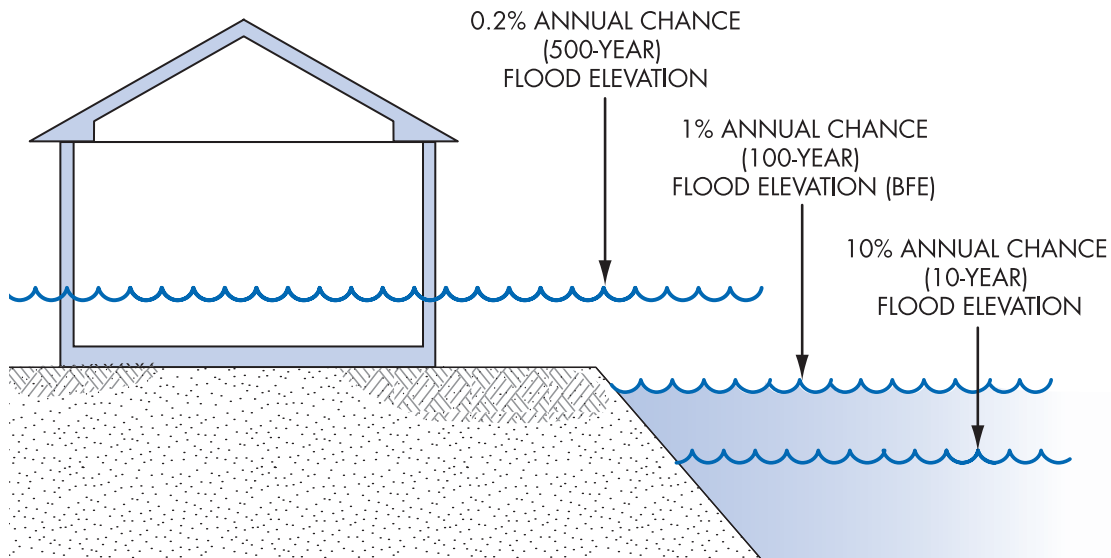 0.2% ANNUAL CHANCE
(500-YEAR)
FLOOD ELEVATION
1% ANNUAL CHANCE
(100-YEAR)
FLOOD ELEVATION (BFE)
10% ANNUAL CHANCE
(10-YEAR)
FLOOD ELEVATION